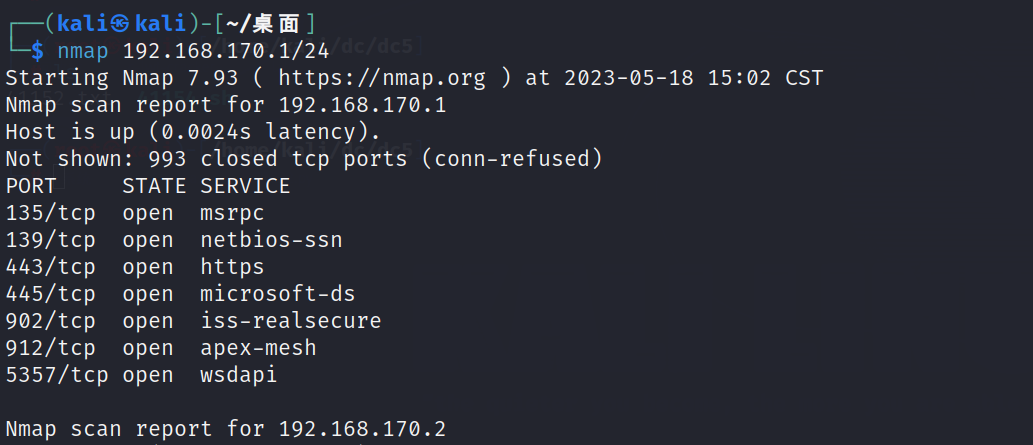 ┌──(kali㉿kali)-[~/桌面]
└─$ nmap 192.168.170.1/24
Starting Nmap 7.93 ( https://nmap.org ) at 2023-05-18 15:02 CST
Nmap scan report for 192.168.170.1
Host is up (0.0024s latency).
Not shown: 993 closed tcp ports (conn-refused)
PORT     STATE SERVICE
135/tcp  open  msrpc
139/tcp  open  netbios-ssn
443/tcp  open  https
445/tcp  open  microsoft-ds
902/tcp  open  iss-realsecure
912/tcp  open  apex-mesh
5357/tcp open  wsdapi
Nmap scan report for 192.168.170.2